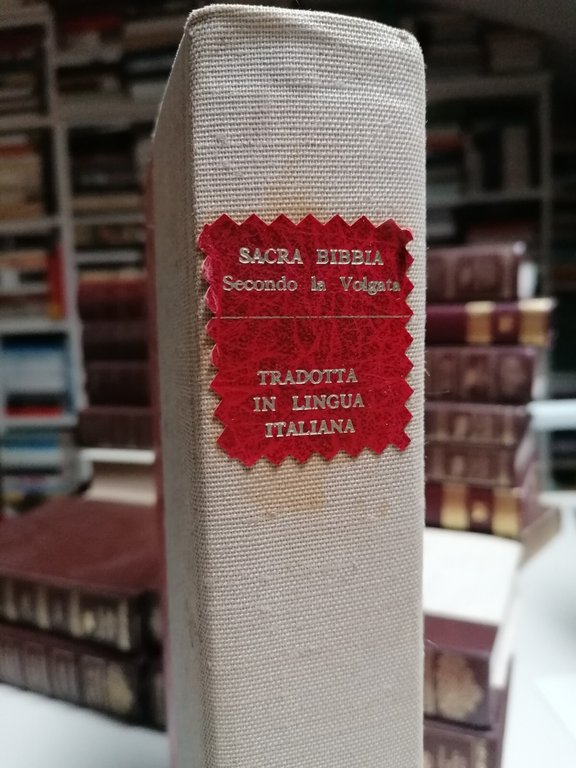 SACRA BIBBIA
Secondo la Volgata
TRADOTTA
IN LINGUA
ITALIANA